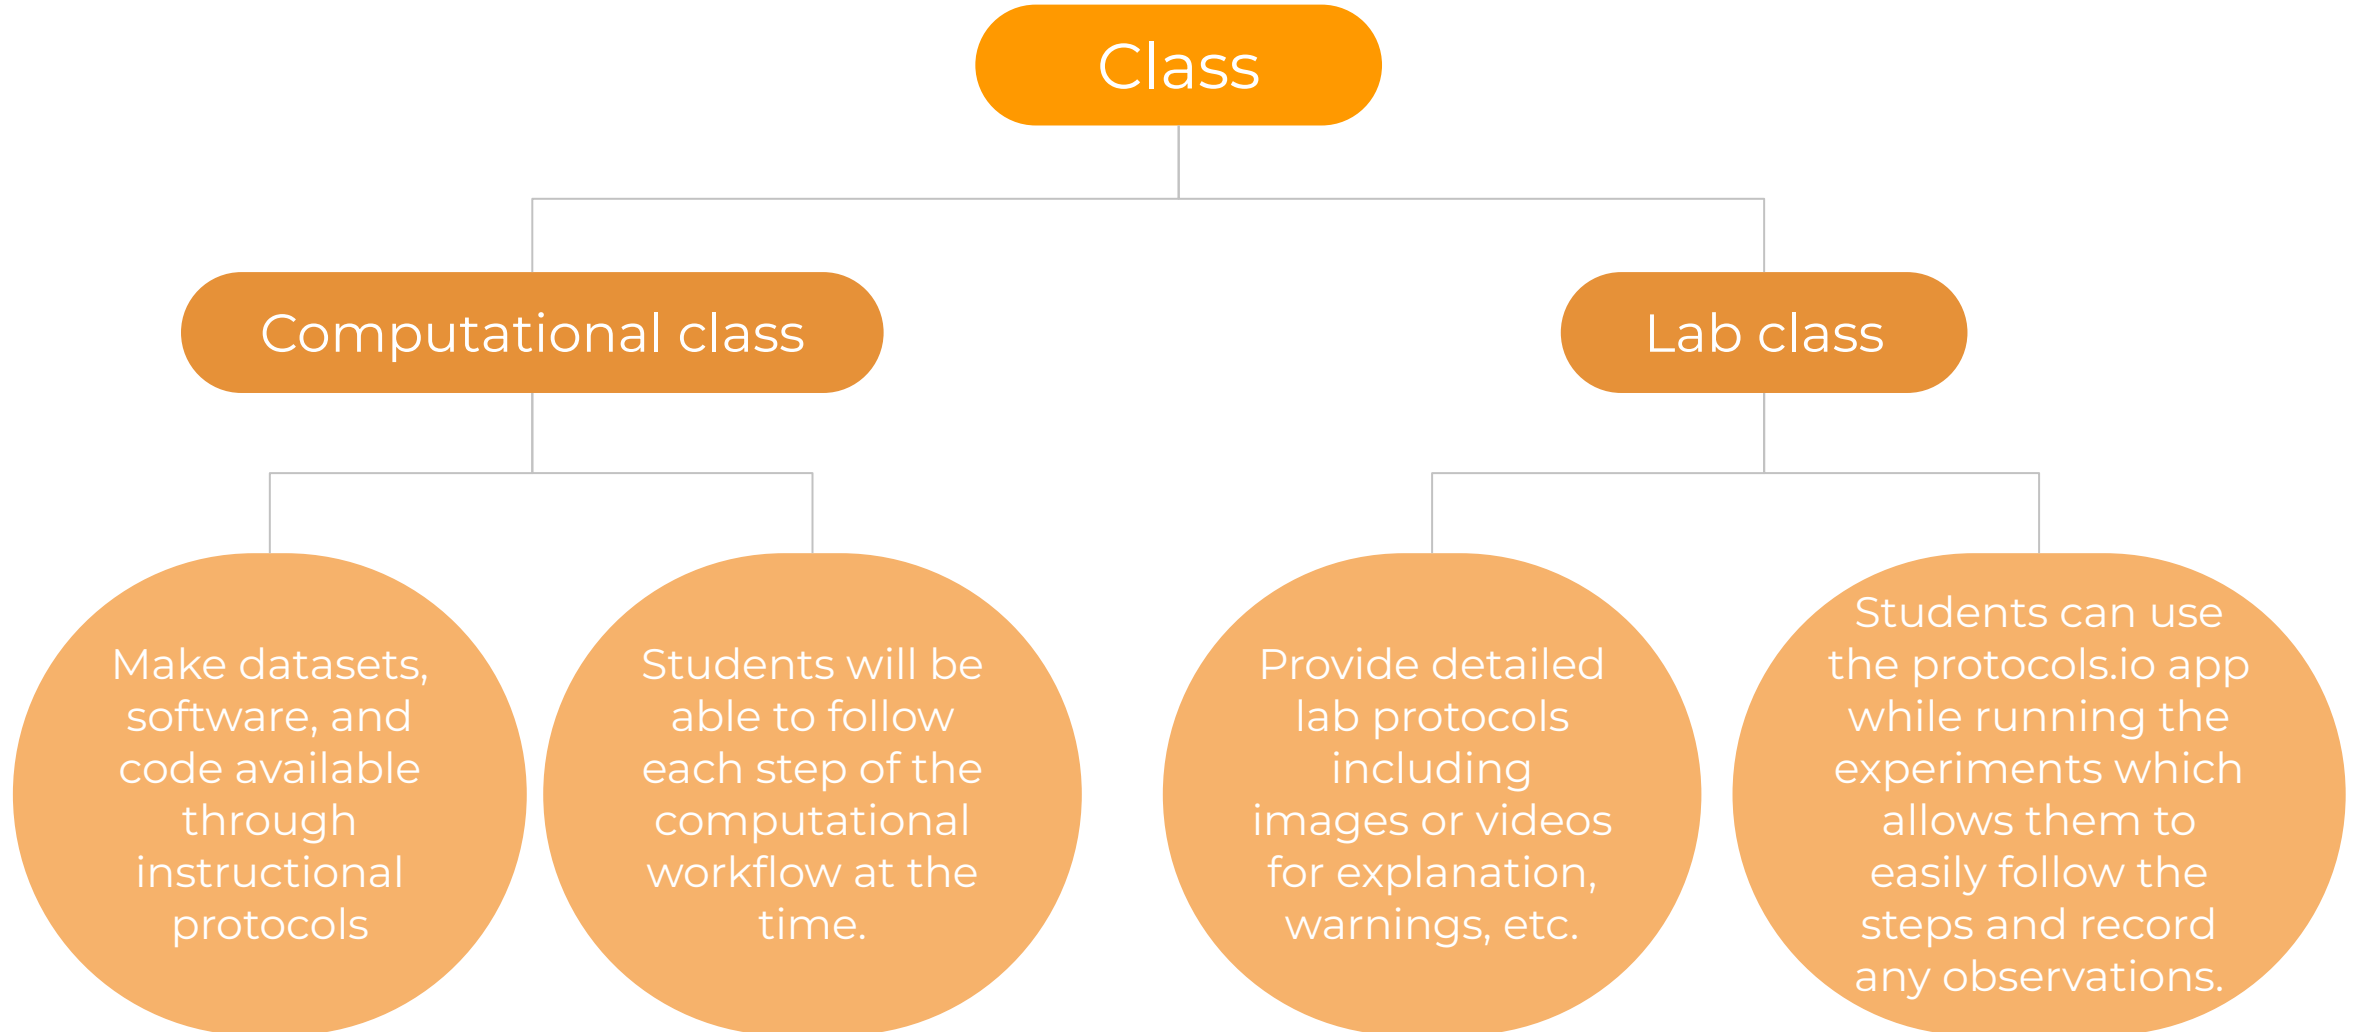 Class
Computational class
Lab class
Make datasets,
software, and
code available
through
instructional
protocols
Students will be
able to follow
each step of the
computational
workflow at the
time.
Provide detailed
lab protocols
including
images or videos
for explanation,
warnings, etc.
Students can use
the protocols.io app
while running the
experiments which
allows them to
easily follow the
steps and record
any observations.